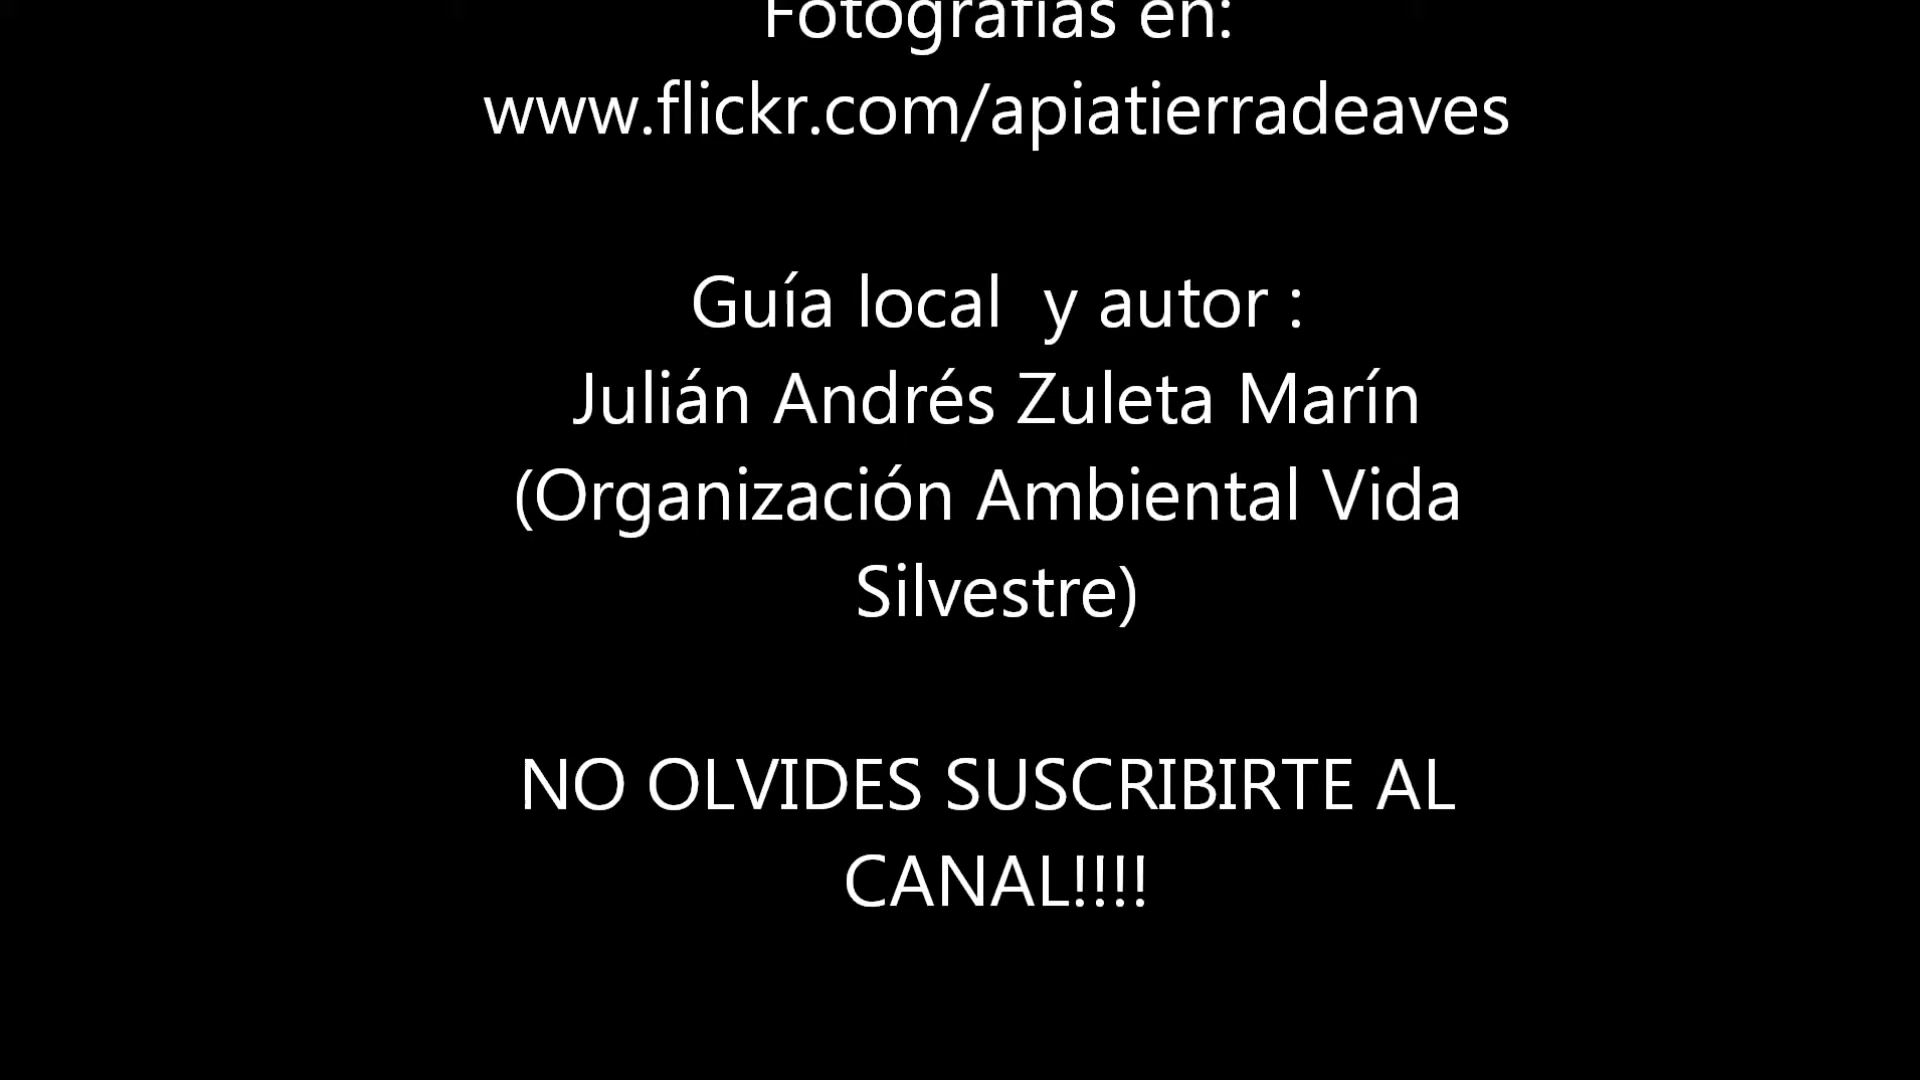 Fotografías en:
www.flickr.com/apiatierradeaves
Guía local  y autor :
Julián Andrés Zuleta Marín
(Organización Ambiental Vida
Silvestre)
NO OLVIDES SUSCRIBIRTE AL
CANAL!!!!